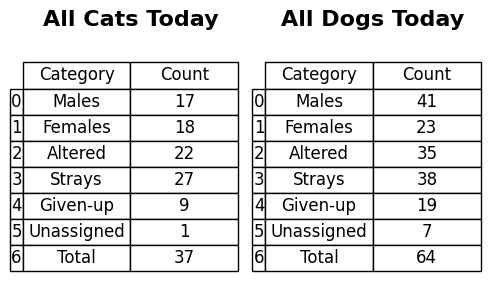 All Cats Today
Category Count
0 Males 17
1 Females 18
2 Altered 22
3 Strays 27
4 Given-up 9
5 Unassigned 1
6 Total 37
All Dogs Today
Category Count
0 Males 41
1 Females 23
2 Altered 35
3 Strays 38
4 Given-up 19
5 Unassigned 7
6 Total 64